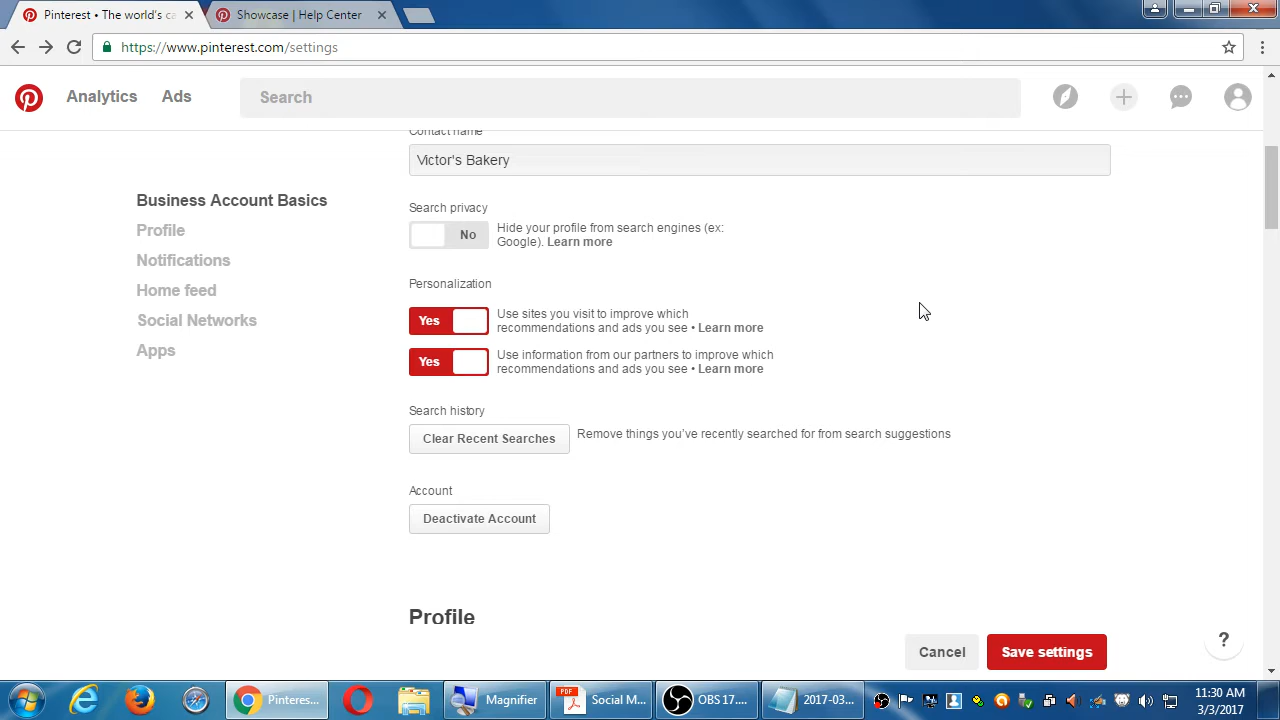 Pinterest • The world's ca
Showcase | Help Center
https://www.pinterest.com/settings
Analytics
Ads
Search
Contact name
Victor's Bakery
Business Account Basics
Profile
Notifications
Home feed
Social Networks
Apps
Search privacy
No
Hide your profile from search engines (ex:
Google). Learn more
Personalization
Yes
Use sites you visit to improve which
recommendations and ads you see • Learn more
Yes
Use information from our partners to improve which
recommendations and ads you see • Learn more
Search history
Clear Recent Searches
Remove things you've recently searched for from search suggestions
Account
Deactivate Account
Profile
Cancel
Save settings
?
Pinteres...
Magnifier
PDF
Social M...
OBS 17....
2017-03...
11:30 AM
3/3/2017